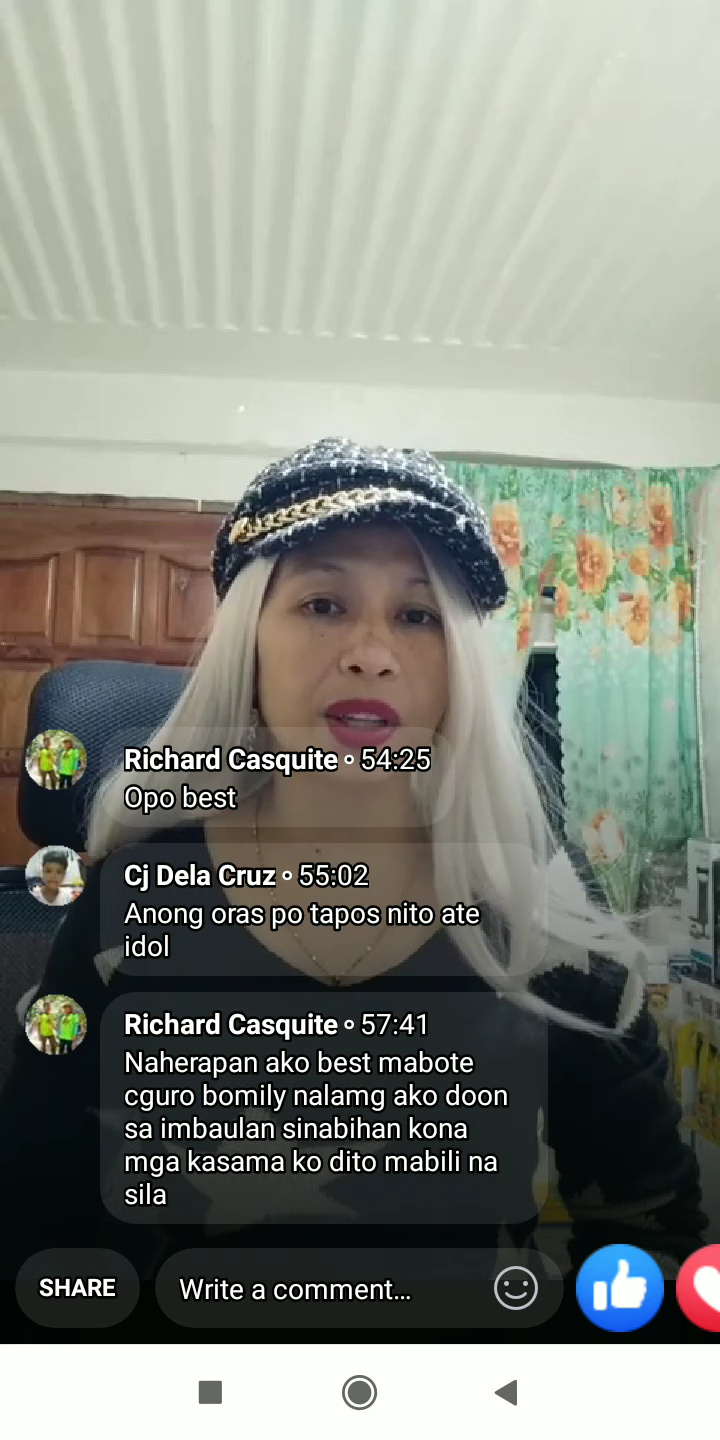 Richard Casquite • 54:25
Opo best
Cj Dela Cruz • 55:02
Anong oras po tapos nito ate
idol
Richard Casquite • 57:41
Naherapan ako best mabote
cguro bomily nalamg ako doon
sa imbaulan sinabihan kona
mga kasama ko dito mabili na
sila
SHARE
Write a comment...